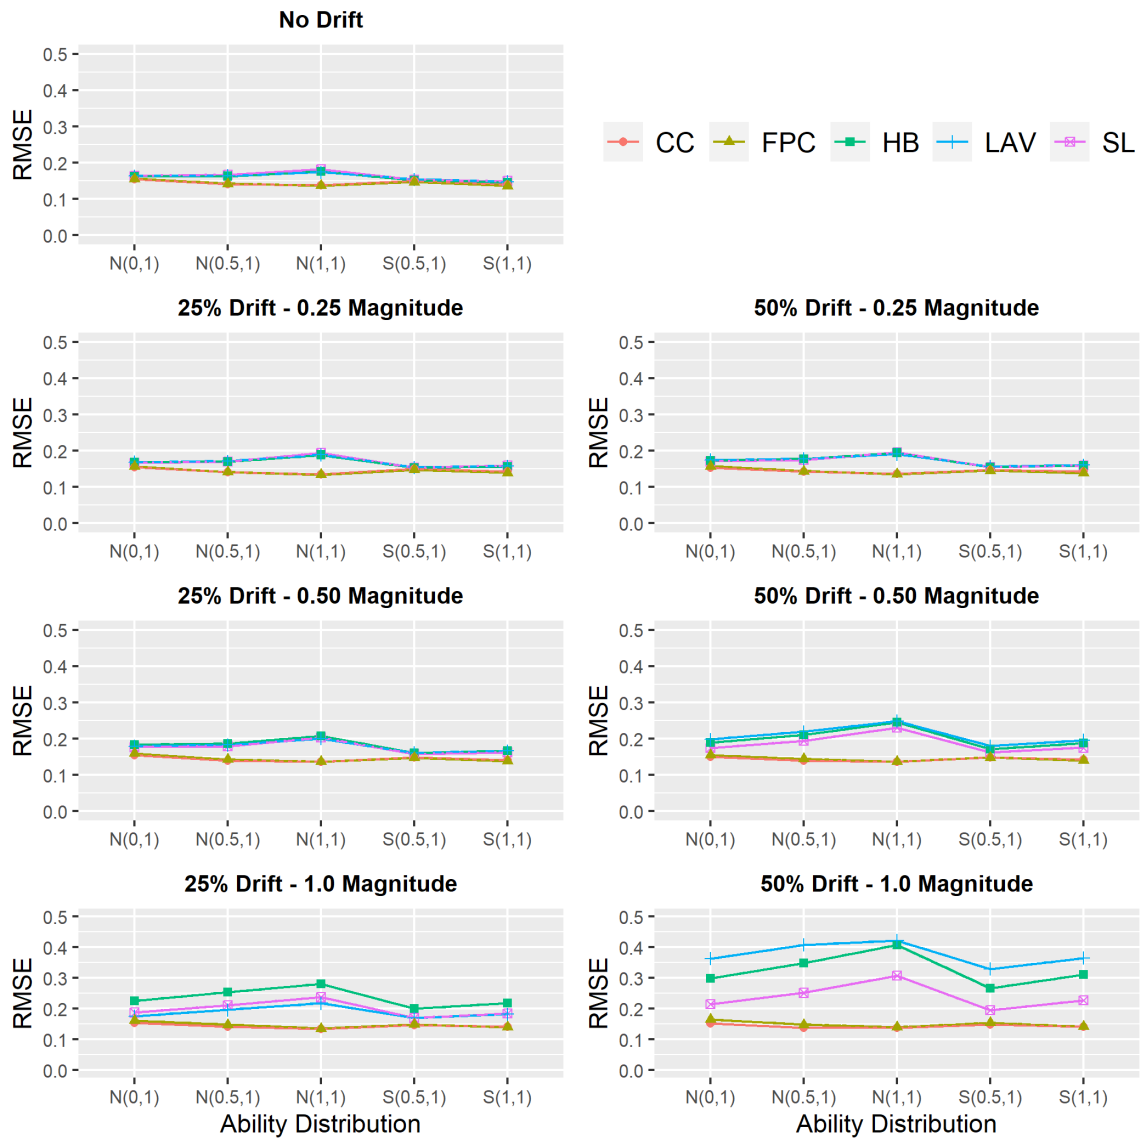 No Drift
0.5
0.4
0.3
0.2
0.1
0.0
RMSE
N(0,1) N(0.5,1) N(1,1) S(0.5,1) S(1,1)
CC FPC HB LAV SL
25% Drift - 0.25 Magnitude
0.5
0.4
0.3
0.2
0.1
0.0
RMSE
N(0,1) N(0.5,1) N(1,1) S(0.5,1) S(1,1)
50% Drift - 0.25 Magnitude
0.5
0.4
0.3
0.2
0.1
0.0
RMSE
N(0,1) N(0.5,1) N(1,1) S(0.5,1) S(1,1)
25% Drift - 0.50 Magnitude
0.5
0.4
0.3
0.2
0.1
0.0
RMSE
N(0,1) N(0.5,1) N(1,1) S(0.5,1) S(1,1)
50% Drift - 0.50 Magnitude
0.5
0.4
0.3
0.2
0.1
0.0
RMSE
N(0,1) N(0.5,1) N(1,1) S(0.5,1) S(1,1)
25% Drift - 1.0 Magnitude
0.5
0.4
0.3
0.2
0.1
0.0
RMSE
N(0,1) N(0.5,1) N(1,1) S(0.5,1) S(1,1)
Ability Distribution
50% Drift - 1.0 Magnitude
0.5
0.4
0.3
0.2
0.1
0.0
RMSE
N(0,1) N(0.5,1) N(1,1) S(0.5,1) S(1,1)
Ability Distribution